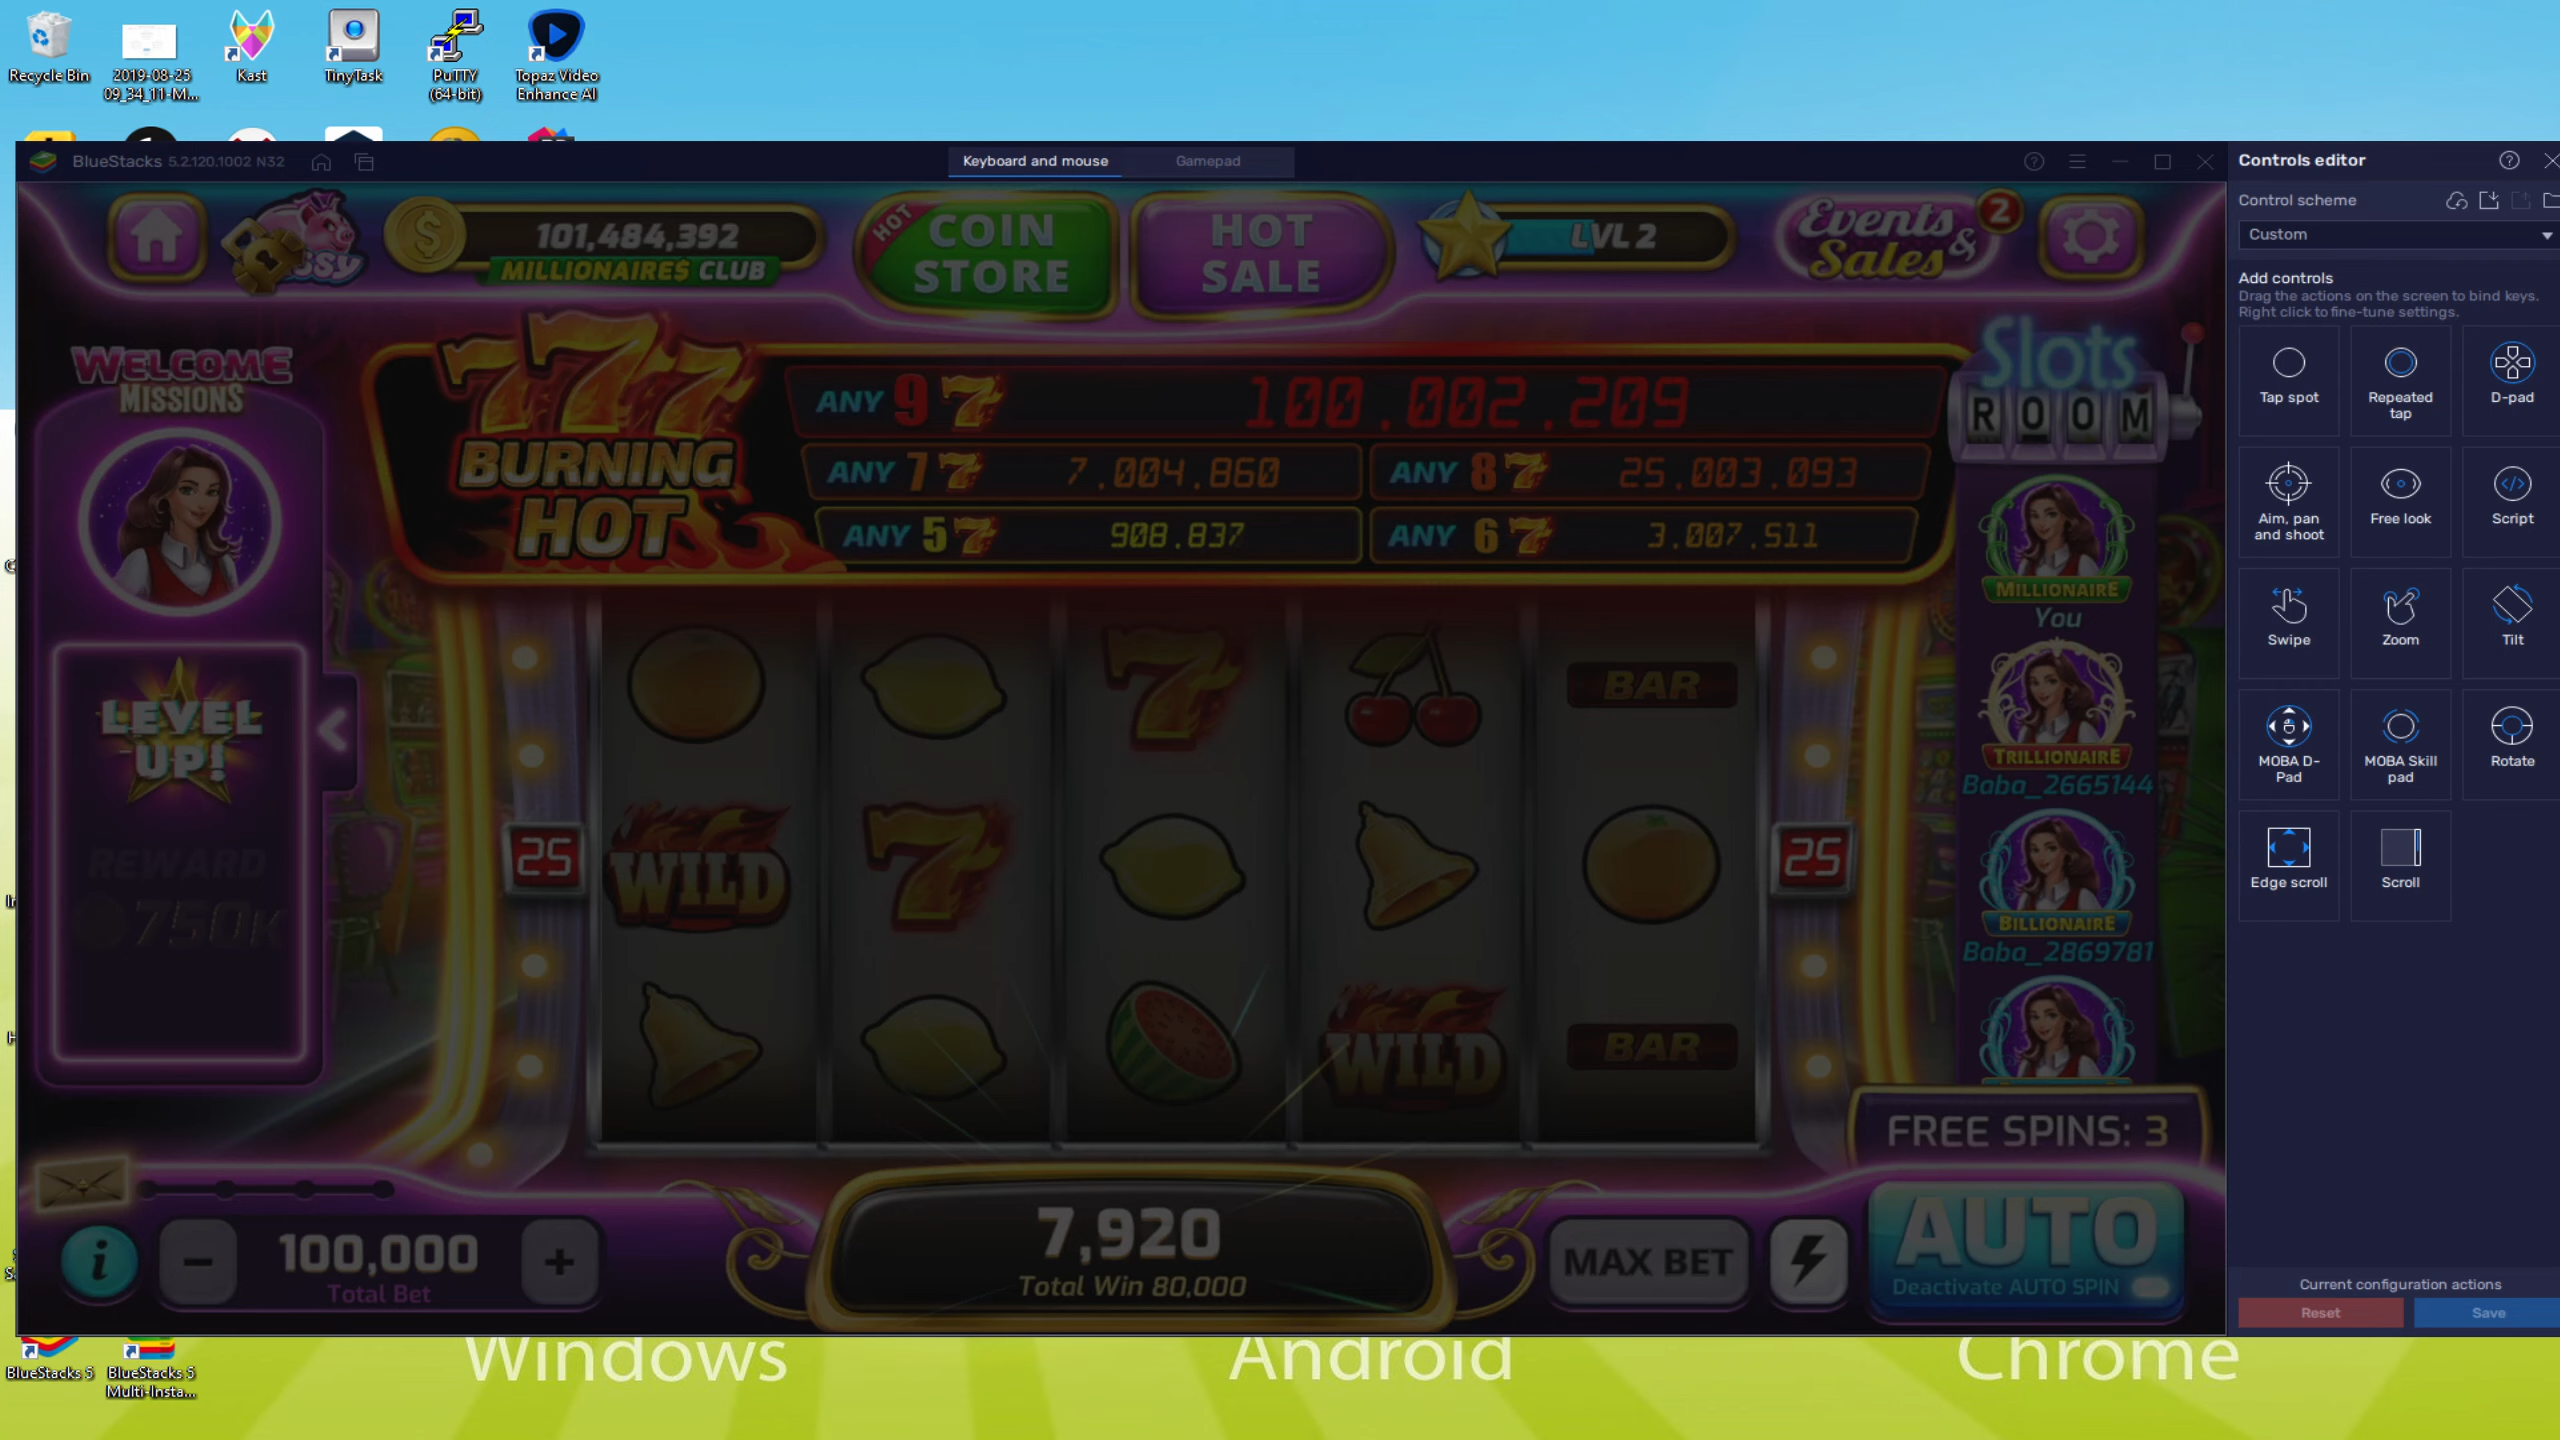 Recycle Bin
2019-08-25
09_34_11-M...
Kast
TinyTask
PuTTY
(64-bit)
Topaz Video
Enhance AI
BlueStacks 5.2.120.1002 N32
Keyboard and mouse
Gamepad
Controls editor
Control scheme
Custom
Add controls
Drag the actions on the screen to bind keys.
Right click to fine-tune settings.
Tap spot
Repeated
tap
D-pad
Aim, pan
and shoot
Free look
Script
Swipe
Zoom
Tilt
MOBA D-
Pad
MOBA Skill
pad
Rotate
Edge scroll
Scroll
Current configuration actions
Reset
Save
101,484,392
MILLIONAIRE$ CLUB
HOT
COIN
STORE
HOT
SALE
LVL 2
Events
& Sales
2
WELCOME
MISSIONS
LEVEL
UP!
REWARD
750K
777
BURNING
HOT
ANY 9 7 100.002.209
ANY 7 7 7.004.860
ANY 8 7 25.003.093
ANY 5 7 908.837
ANY 6 7 3.007.511
Slots
ROOM
MILLIONAIRE
You
TRILLIONAIRE
Baba_2665144
BILLIONAIRE
Baba_2869781
7
BAR
25
WILD
7
25
WILD
BAR
FREE SPINS: 3
i
-
100,000
+
Total Bet
7,920
Total Win 80,000
MAX BET
AUTO
Deactivate AUTO SPIN
BlueStacks 5
BlueStacks 5
Multi-Insta...
Windows
Android
Chrome